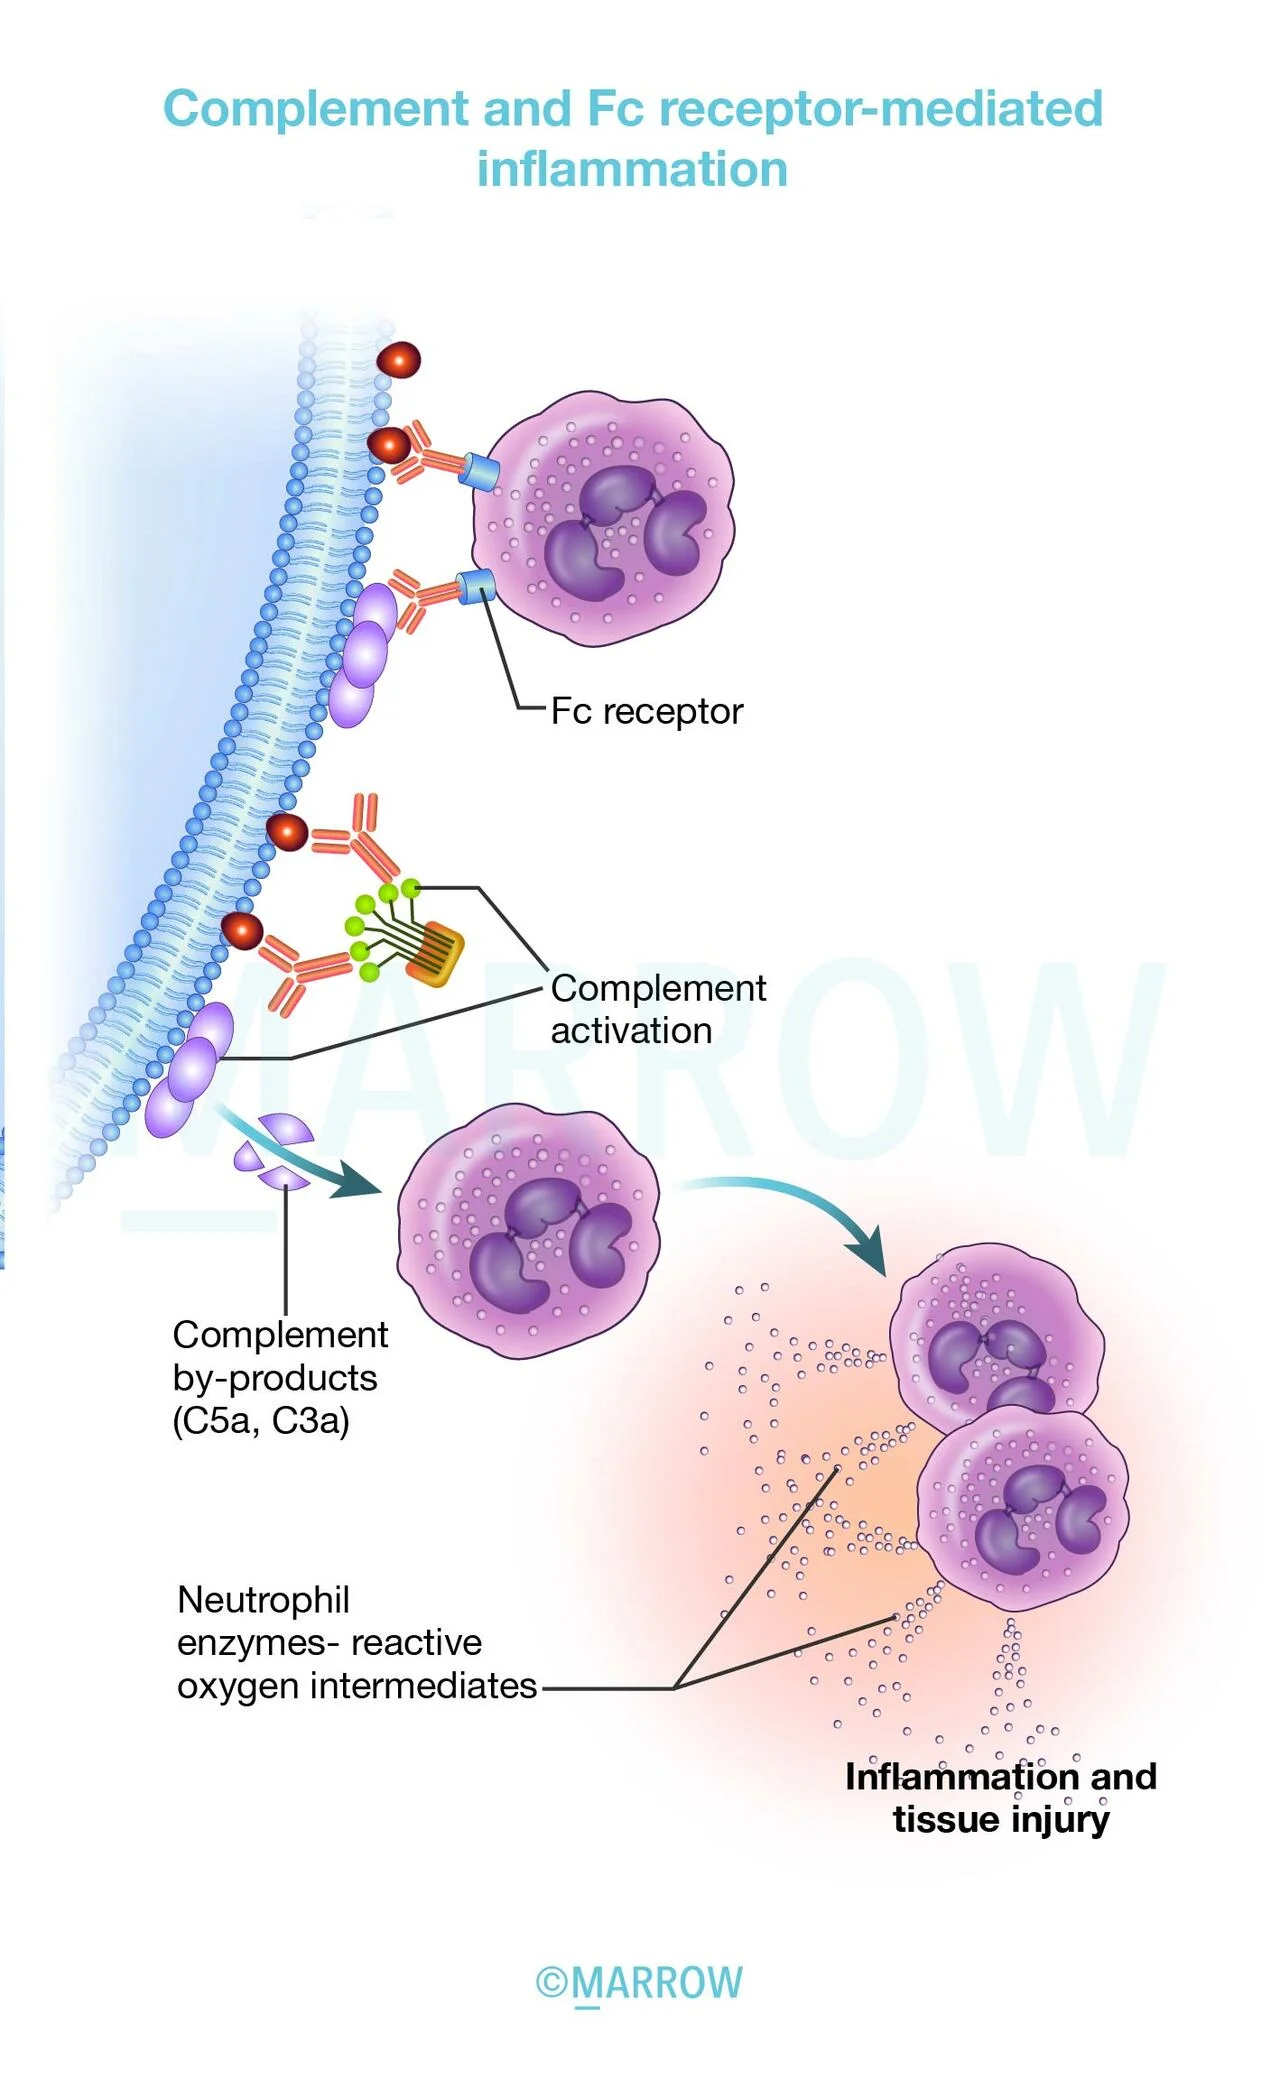 Complement and Fc receptor-mediated
inflammation
Fc receptor
MARROW
Complement
activation
Complement
by-products
(C5a, C3a)
Neutrophil
enzymes- reactive
oxygen intermediates
Inflammation and
tissue injury
©MARROW